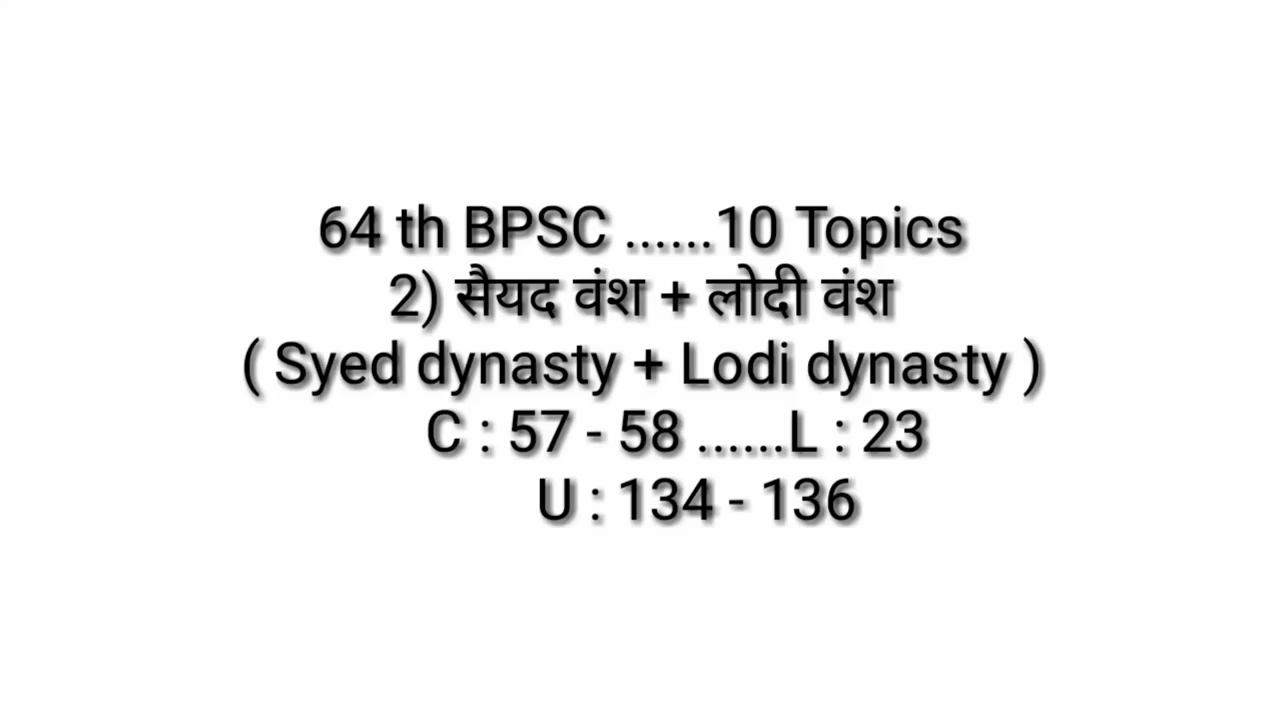 64 th BPSC ......10 Topics
2) सैयद वंश + लोदी वंश
( Syed dynasty + Lodi dynasty )
C : 57 - 58 ......L : 23
U : 134 - 136